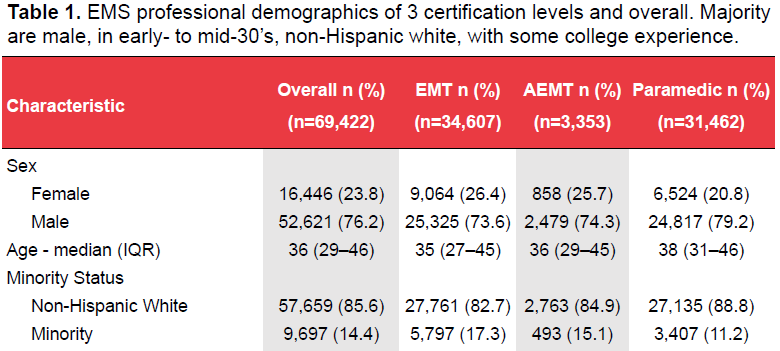 Table 1. EMS professional demographics of 3 certification levels and overall. Majority
are male, in early- to mid-30’s, non-Hispanic white, with some college experience.
Characteristic Overall n (%) EMT n (%) AEMT n (%) Paramedic n (%)
(n=69,422) (n=34,607) (n=3,353) (n=31,462)
Sex
Female 16,446 (23.8) 9,064 (26.4) 858 (25.7) 6,524 (20.8)
Male 52,621 (76.2) 25,325 (73.6) 2,479 (74.3) 24,817 (79.2)
Age - median (IQR) 36 (29–46) 35 (27–45) 36 (29–45) 38 (31–46)
Minority Status
Non-Hispanic White 57,659 (85.6) 27,761 (82.7) 2,763 (84.9) 27,135 (88.8)
Minority 9,697 (14.4) 5,797 (17.3) 493 (15.1) 3,407 (11.2)